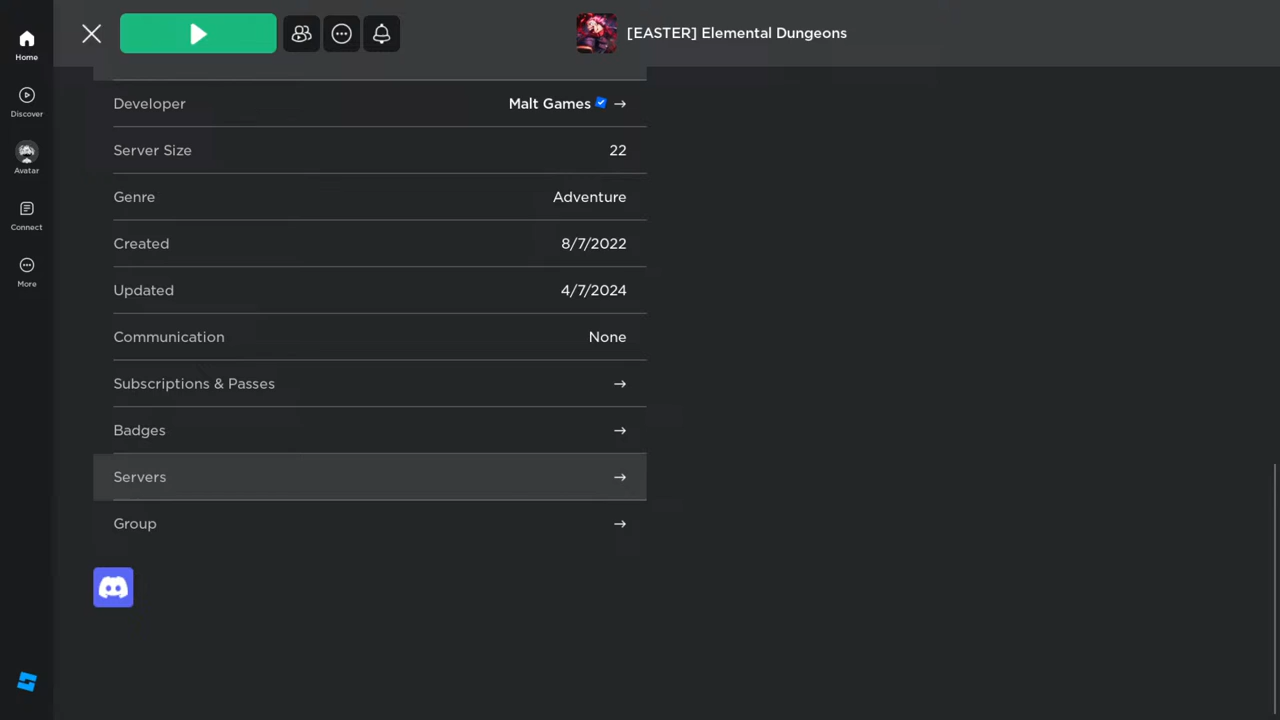 [EASTER] Elemental Dungeons
Home
Discover
Avatar
Connect
More
Developer Malt Games →
Server Size 22
Genre Adventure
Created 8/7/2022
Updated 4/7/2024
Communication None
Subscriptions & Passes →
Badges →
Servers →
Group →